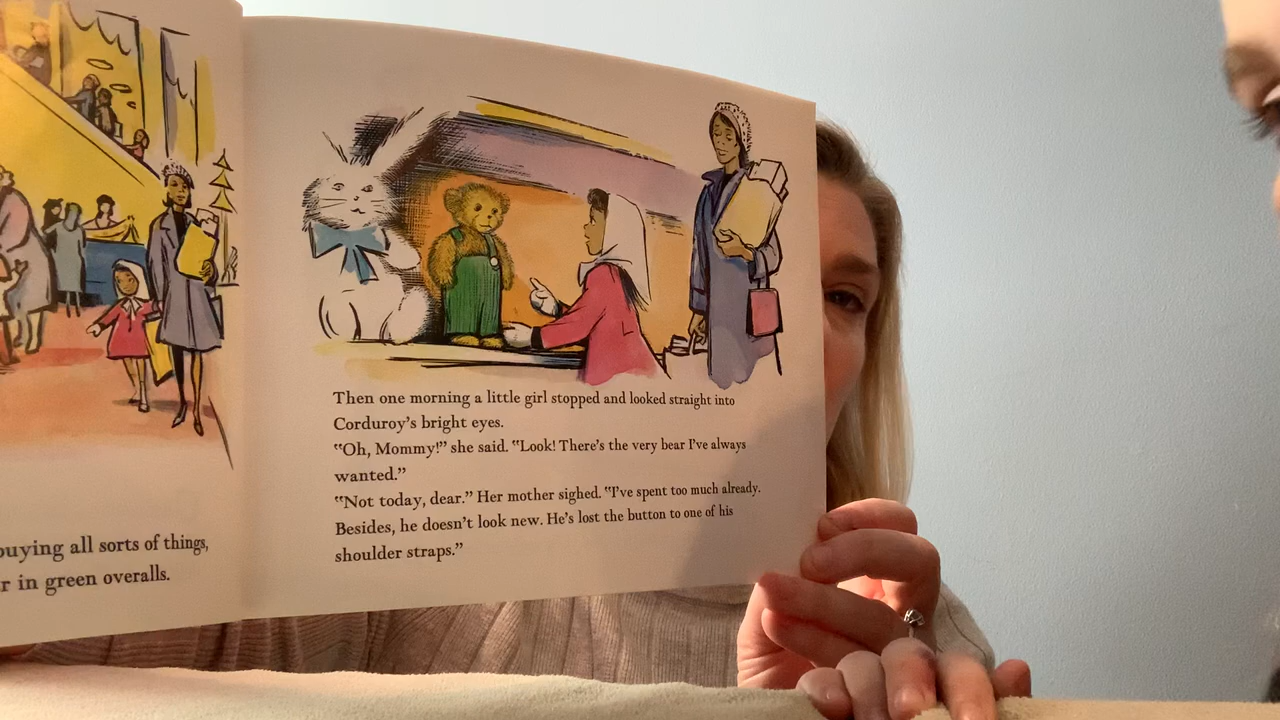 buying all sorts of things,
r in green overalls.
Then one morning a little girl stopped and looked straight into
Corduroy's bright eyes.
"Oh, Mommy!" she said. "Look! There's the very bear I've always
wanted."
"Not today, dear." Her mother sighed. "I've spent too much already.
Besides, he doesn't look new. He's lost the button to one of his
shoulder straps."